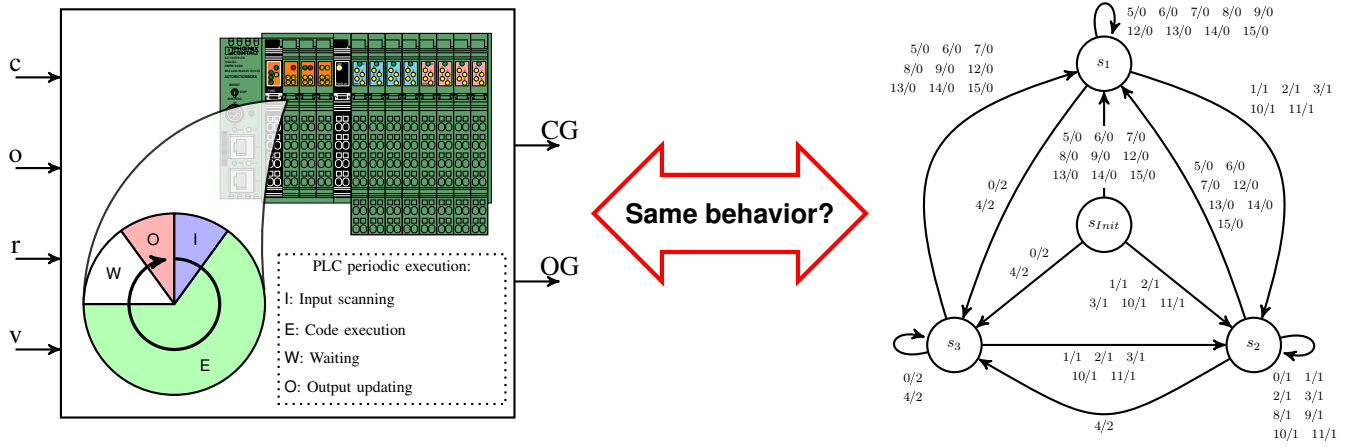 c
o
r
v
PHOENIX
CONTACT
CG
OG
W
O
I
E
PLC periodic execution:
I: Input scanning
E: Code execution
W: Waiting
O: Output updating
Same behavior?
5/0 6/0 7/0 8/0 9/0
12/0 13/0 14/0 15/0
s1
5/0 6/0 7/0
8/0 9/0 12/0
13/0 14/0 15/0
1/1 2/1 3/1
10/1 11/1
5/0 6/0 7/0
8/0 9/0 12/0
13/0 14/0 15/0
0/2
4/2
5/0 6/0
7/0 12/0
13/0 14/0
15/0
sInit
0/2
4/2
1/1 2/1
3/1 10/1 11/1
s3
s2
1/1 2/1 3/1
10/1 11/1
0/2
4/2
4/2
0/1 1/1
2/1 3/1
8/1 9/1
10/1 11/1